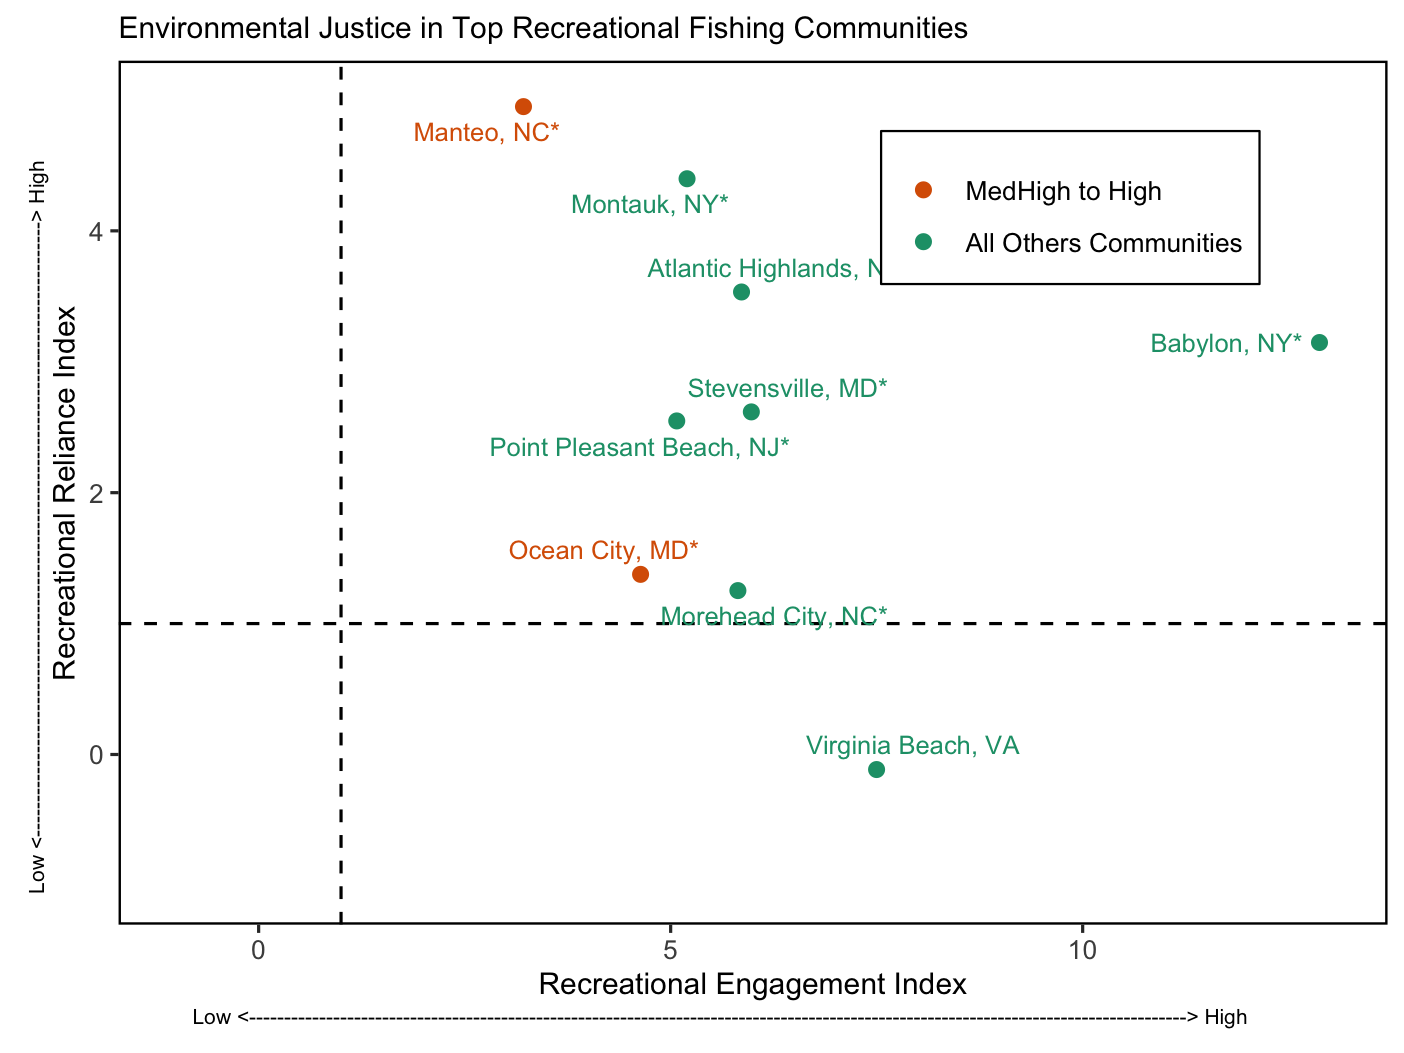 Environmental Justice in Top Recreational Fishing Communities
Manteo, NC*
MedHigh to High
Montauk, NY*
All Others Communities
4
Atlantic Highlands,
Babylon, NY*
Stevensville, MD*
Point Pleasant Beach, NJ*
2
Ocean City, MD*
Morehead City, NC*
Virginia Beach, VA
0
Recreational Reliance Index
Low <----------> High
0 5 10
Recreational Engagement Index
Low <----------> High